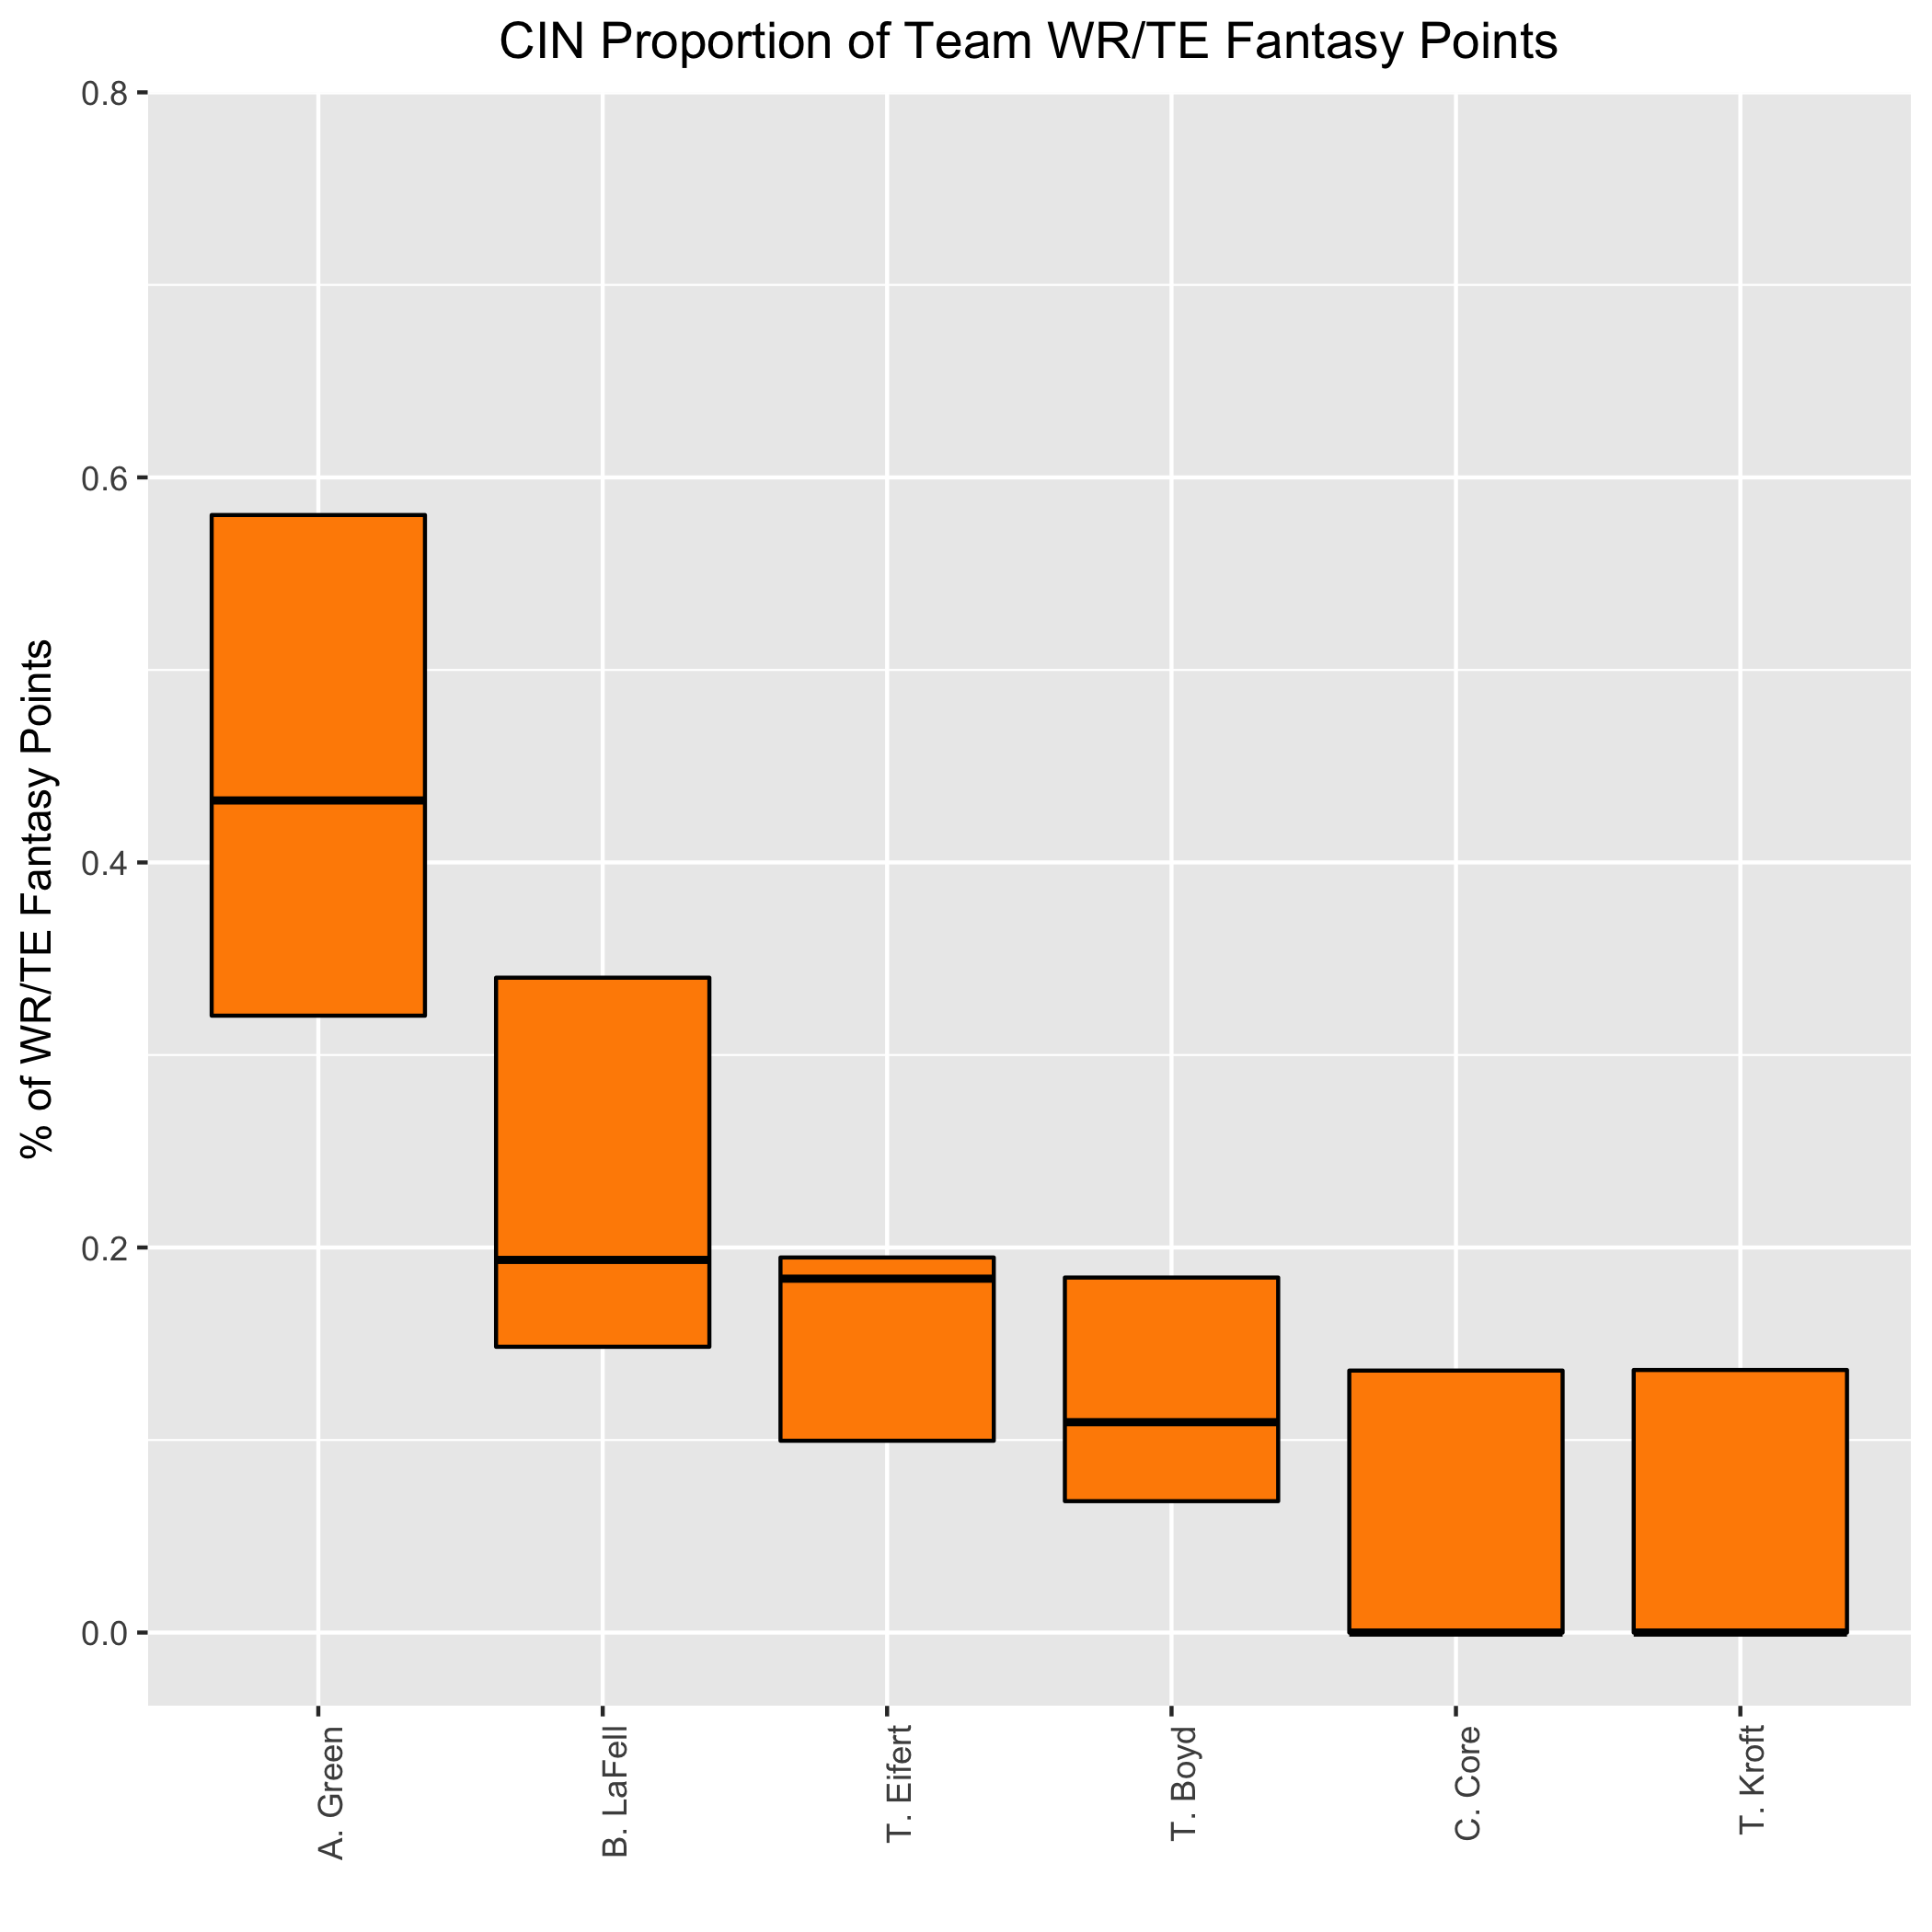 CIN Proportion of Team WR/TE Fantasy Points
% of WR/TE Fantasy Points
0.8
0.6
0.4
0.2
0.0
A. Green
B. LaFell
T. Eifert
T. Boyd
C. Core
T. Kroft